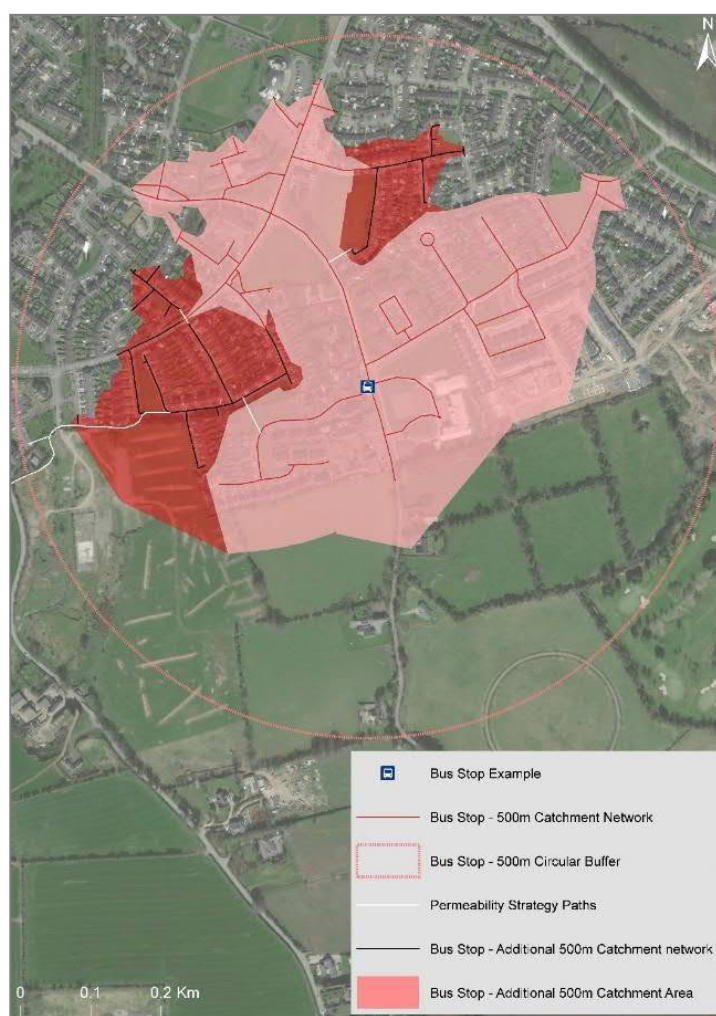 N
Bus Stop Example
Bus Stop - 500m Catchment Network
Bus Stop - 500m Circular Buffer
Permeability Strategy Paths
Bus Stop - Additional 500m Catchment network
Bus Stop - Additional 500m Catchment Area
0 0.1 0.2 Km